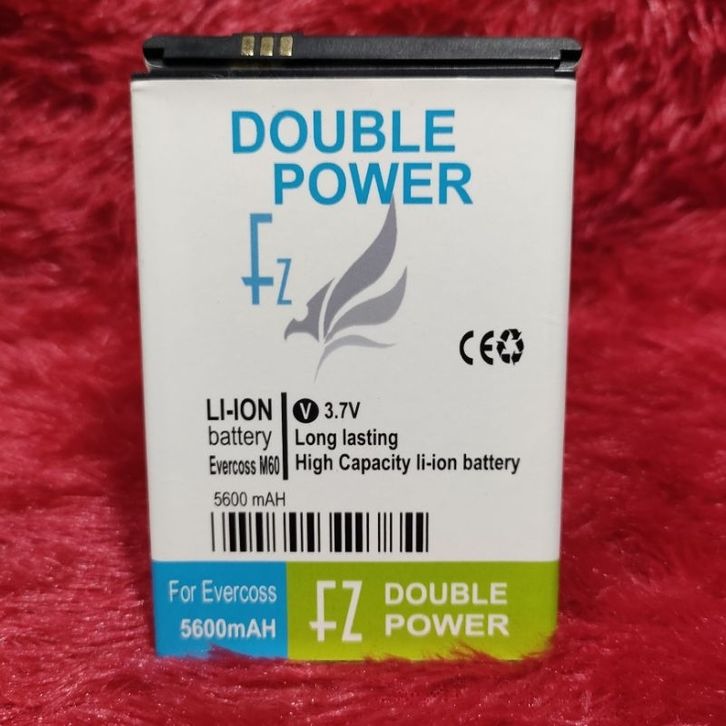 DOUBLE
POWER
FZ
CE
LI-ION
battery
Evercoss M60
V 3.7V
Long lasting
High Capacity li-ion battery
5600 mAH
For Evercoss
5600mAH
FZ
DOUBLE
POWER